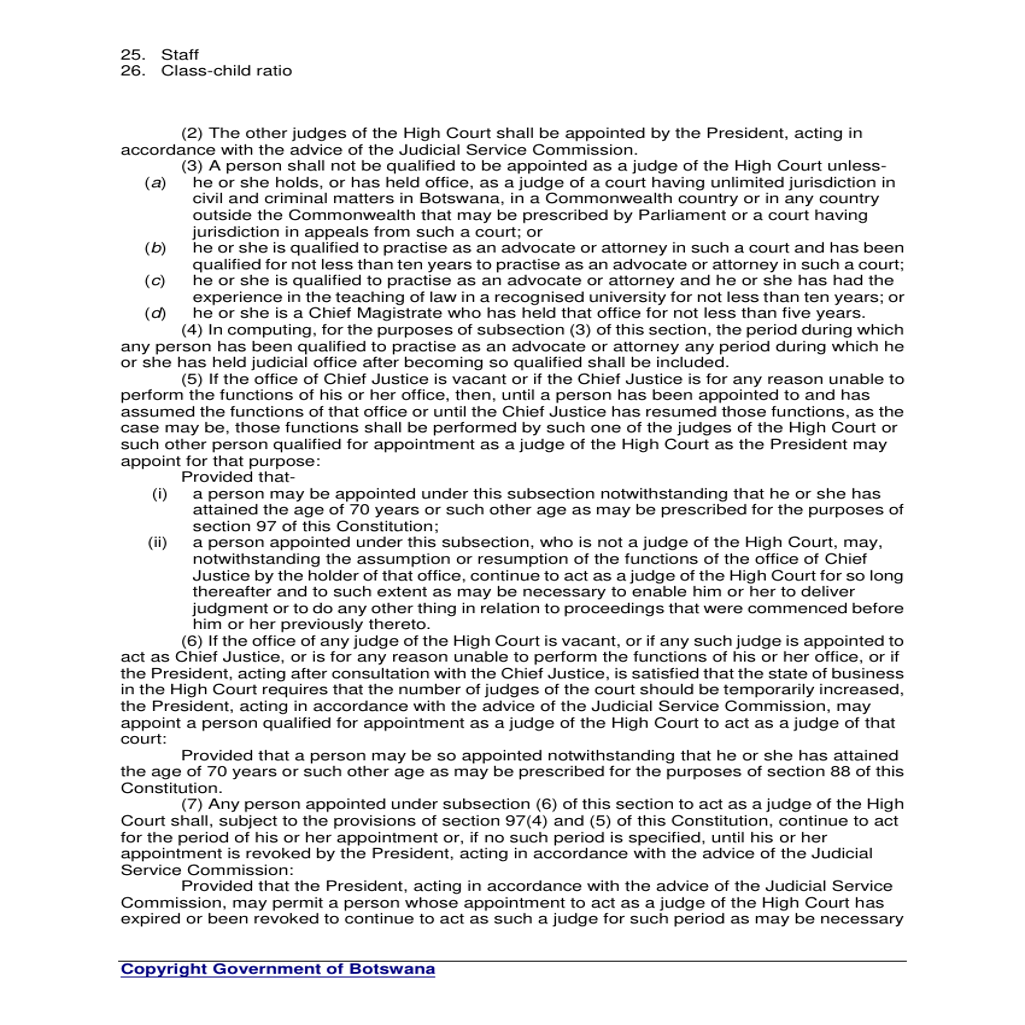 25. Staff
26. Class-child ratio
(2) The other judges of the High Court shall be appointed by the President, acting in
accordance with the advice of the Judicial Service Commission.
(3) A person shall not be qualified to be appointed as a judge of the High Court unless-
(a) he or she holds, or has held office, as a judge of a court having unlimited jurisdiction in
civil and criminal matters in Botswana, in a Commonwealth country or in any country
outside the Commonwealth that may be prescribed by Parliament or a court having
jurisdiction in appeals from such a court; or
(b) he or she is qualified to practise as an advocate or attorney in such a court and has been
qualified for not less than ten years to practise as an advocate or attorney in such a court;
(c) he or she is qualified to practise as an advocate or attorney and he or she has had the
experience in the teaching of law in a recognised university for not less than ten years; or
(d) he or she is a Chief Magistrate who has held that office for not less than five years.
(4) In computing, for the purposes of subsection (3) of this section, the period during which
any person has been qualified to practise as an advocate or attorney any period during which he
or she has held judicial office after becoming so qualified shall be included.
(5) If the office of Chief Justice is vacant or if the Chief Justice is for any reason unable to
perform the functions of his or her office, then, until a person has been appointed to and has
assumed the functions of that office or until the Chief Justice has resumed those functions, as the
case may be, those functions shall be performed by such one of the judges of the High Court or
such other person qualified for appointment as a judge of the High Court as the President may
appoint for that purpose:
Provided that-
(i) a person may be appointed under this subsection notwithstanding that he or she has
attained the age of 70 years or such other age as may be prescribed for the purposes of
section 97 of this Constitution;
(ii) a person appointed under this subsection, who is not a judge of the High Court, may,
notwithstanding the assumption or resumption of the functions of the office of Chief
Justice by the holder of that office, continue to act as a judge of the High Court for so long
thereafter and to such extent as may be necessary to enable him or her to deliver
judgment or to do any other thing in relation to proceedings that were commenced before
him or her previously thereto.
(6) If the office of any judge of the High Court is vacant, or if any such judge is appointed to
act as Chief Justice, or is for any reason unable to perform the functions of his or her office, or if
the President, acting after consultation with the Chief Justice, is satisfied that the state of business
in the High Court requires that the number of judges of the court should be temporarily increased,
the President, acting in accordance with the advice of the Judicial Service Commission, may
appoint a person qualified for appointment as a judge of the High Court to act as a judge of that
court:
Provided that a person may be so appointed notwithstanding that he or she has attained
the age of 70 years or such other age as may be prescribed for the purposes of section 88 of this
Constitution.
(7) Any person appointed under subsection (6) of this section to act as a judge of the High
Court shall, subject to the provisions of section 97(4) and (5) of this Constitution, continue to act
for the period of his or her appointment or, if no such period is specified, until his or her
appointment is revoked by the President, acting in accordance with the advice of the Judicial
Service Commission:
Provided that the President, acting in accordance with the advice of the Judicial Service
Commission, may permit a person whose appointment to act as a judge of the High Court has
expired or been revoked to continue to act as such a judge for such period as may be necessary
Copyright Government of Botswana